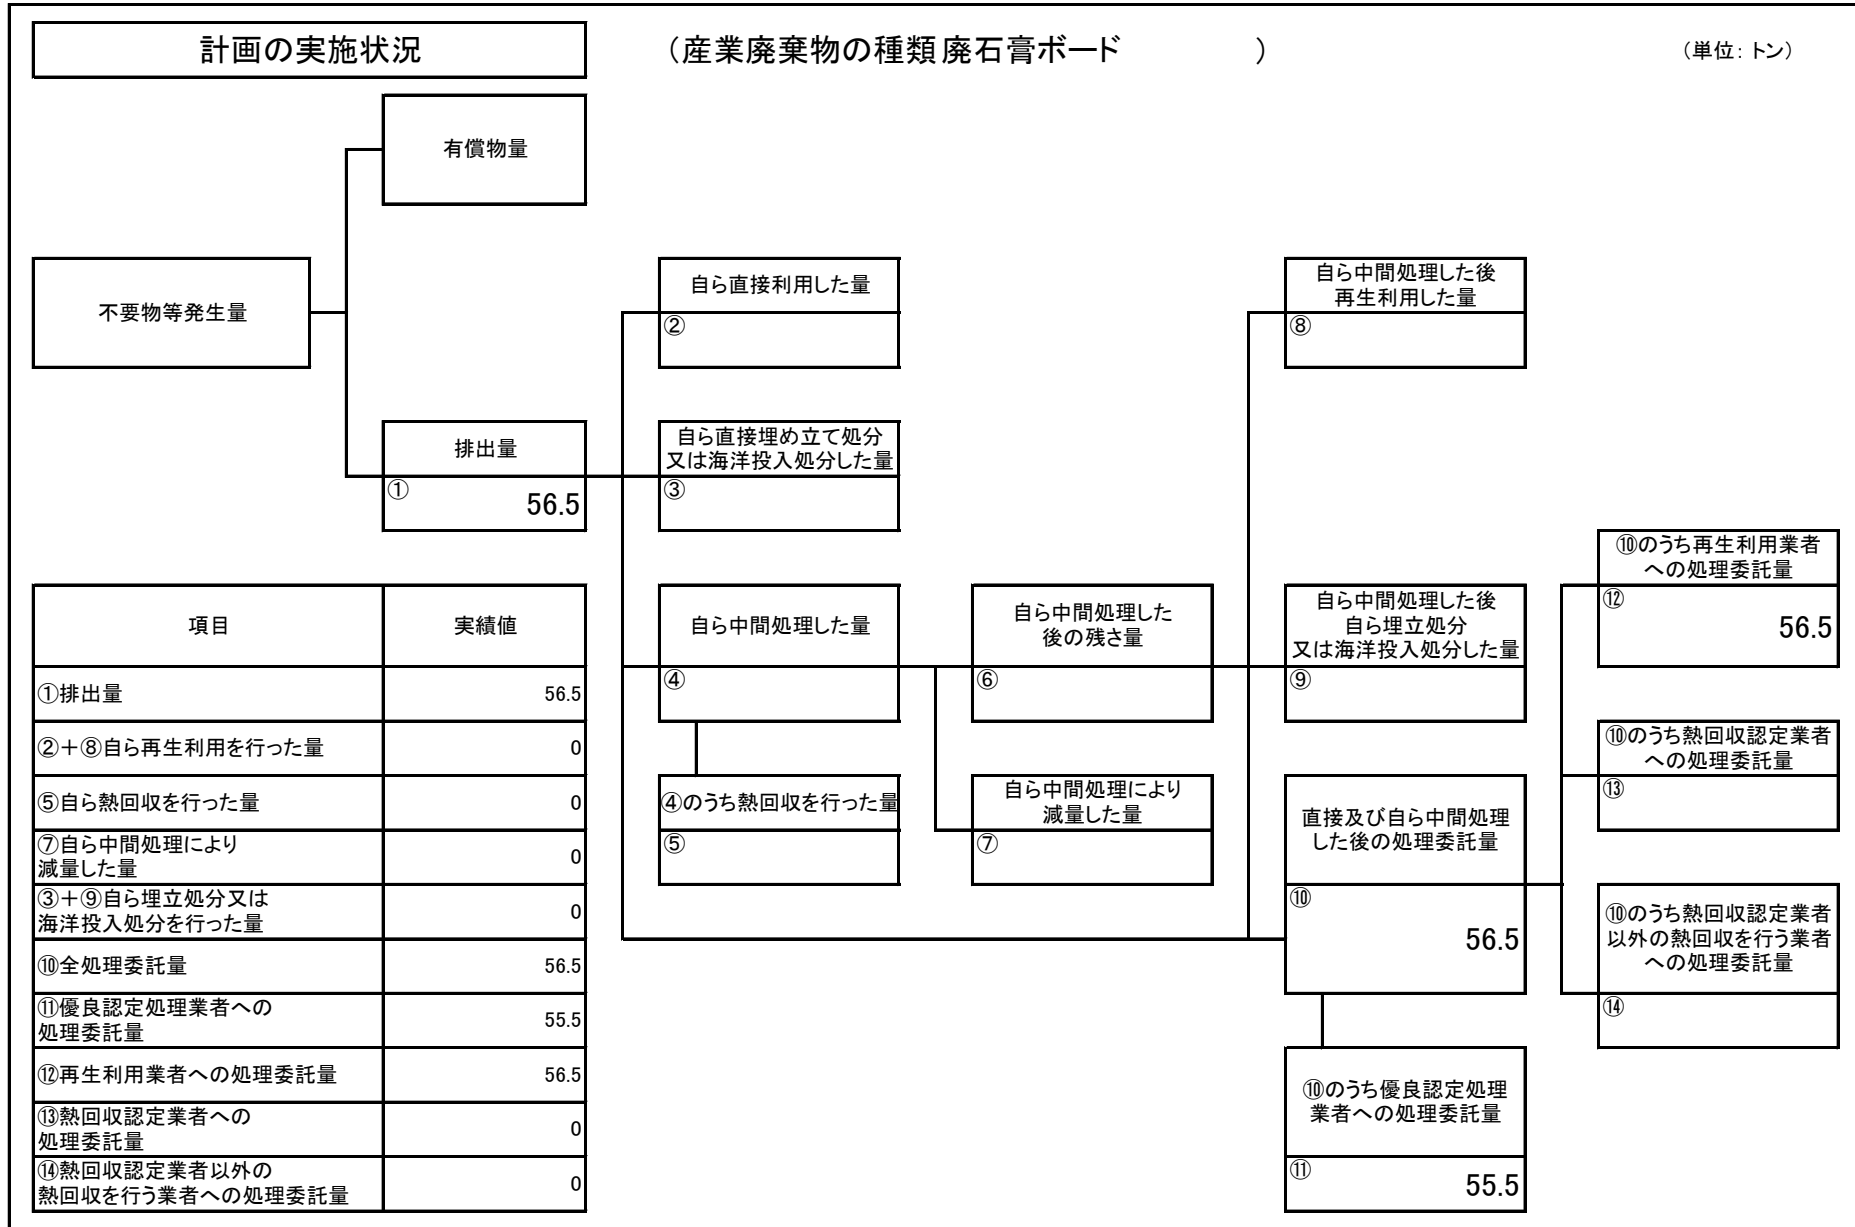 計画の実施状況
（産業廃棄物の種類 廃石膏ボード　　　　　）
（単位：トン）
有償物量
不要物等発生量
自ら直接利用した量
②
自ら中間処理した後
再生利用した量
⑧
排出量
①
56.5
自ら直接埋め立て処分
又は海洋投入処分した量
③
⑩のうち再生利用業者
への処理委託量
⑫
56.5
自ら中間処理した量
④
自ら中間処理した
後の残さ量
⑥
自ら中間処理した後
自ら埋立処分
又は海洋投入処分した量
⑨
⑩のうち熱回収認定業者
への処理委託量
⑬
④のうち熱回収を行った量
⑤
自ら中間処理により
減量した量
⑦
直接及び自ら中間処理
した後の処理委託量
⑩
56.5
⑩のうち熱回収認定業者
以外の熱回収を行う業者
への処理委託量
⑭
⑩のうち優良認定処理
業者への処理委託量
⑪
55.5
項目 実績値
①排出量 56.5
②＋⑧自ら再生利用を行った量 0
⑤自ら熱回収を行った量 0
⑦自ら中間処理により
減量した量 0
③＋⑨自ら埋立処分又は
海洋投入処分を行った量 0
⑩全処理委託量 56.5
⑪優良認定処理業者への
処理委託量 55.5
⑫再生利用業者への処理委託量 56.5
⑬熱回収認定業者への
処理委託量 0
⑭熱回収認定業者以外の
熱回収を行う業者への処理委託量 0